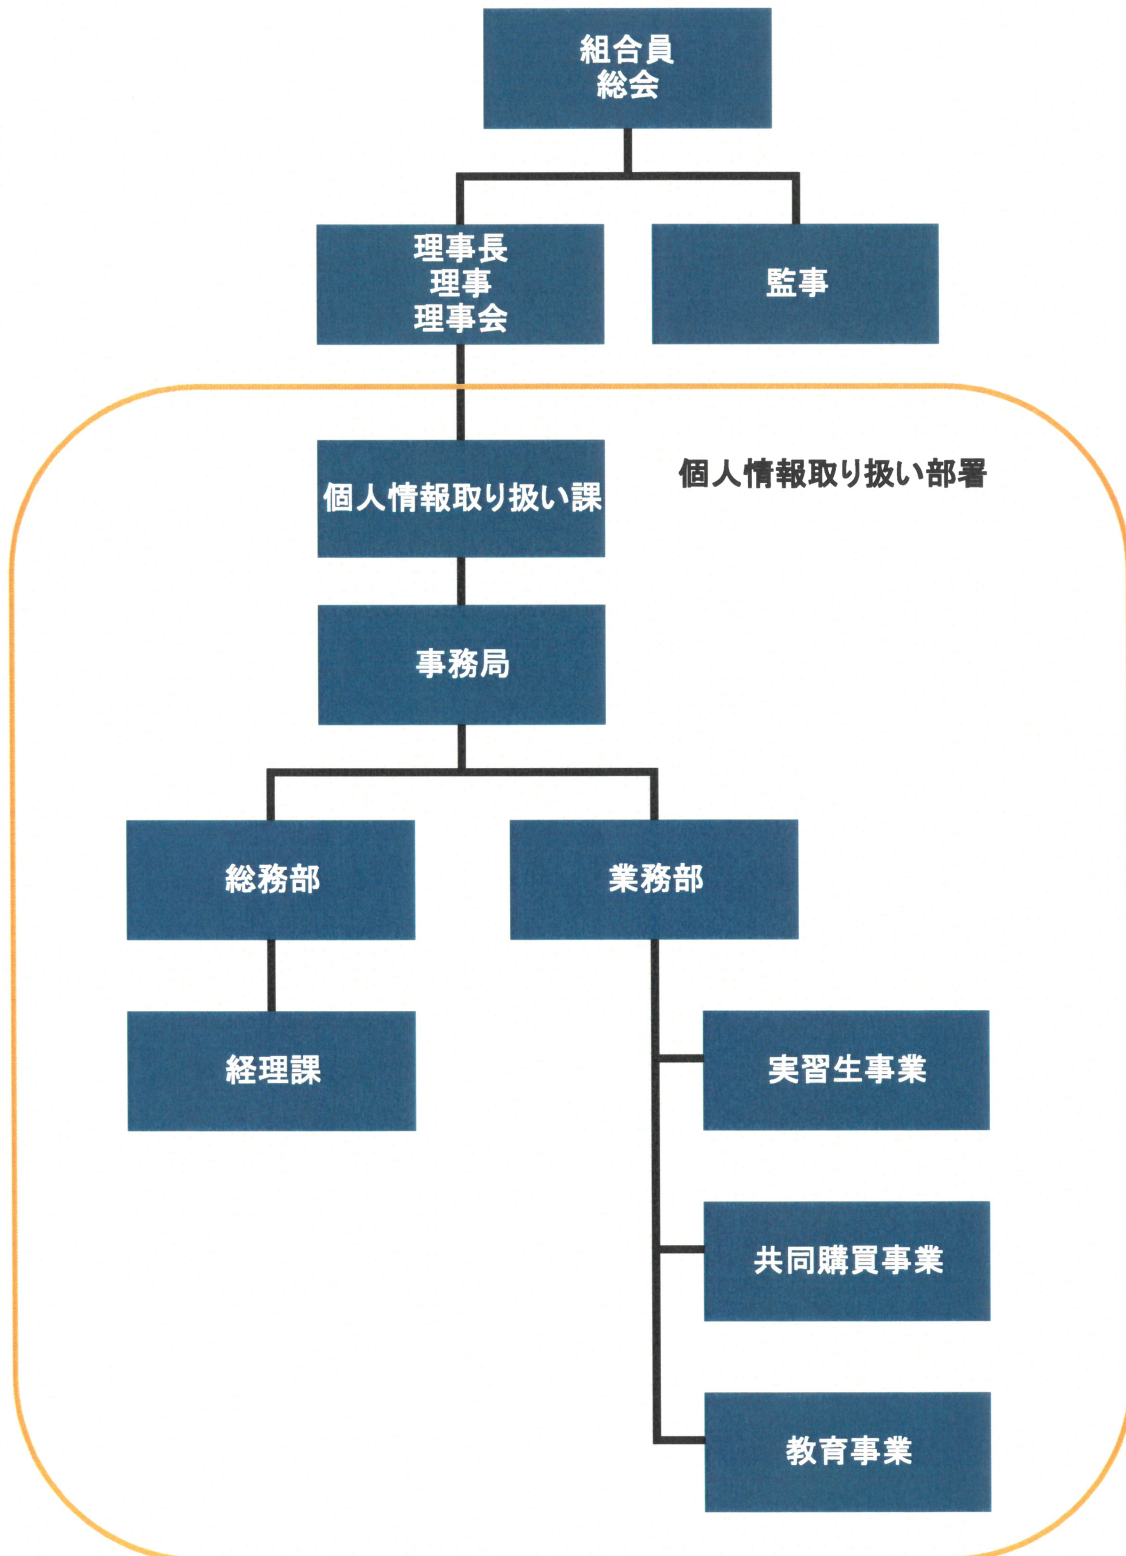 組合員
総会
理事長
理事
理事会
監事
個人情報取り扱い課
個人情報取り扱い部署
事務局
総務部
業務部
経理課
実習生事業
共同購買事業
教育事業